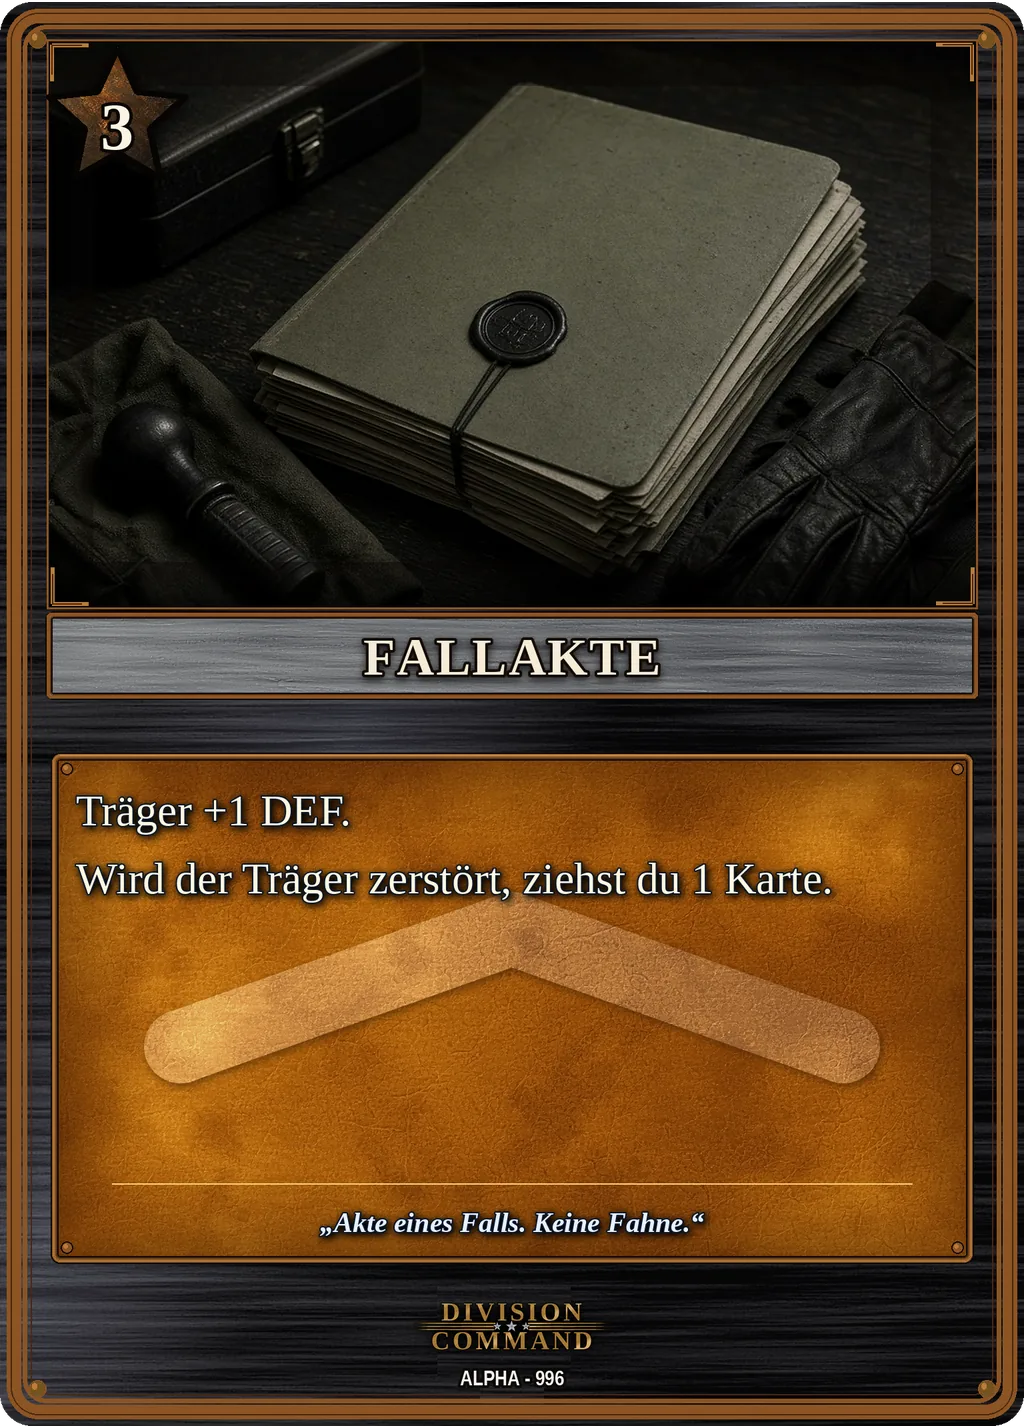 3
FALLAKTE
Träger +1 DEF.
Wird der Träger zerstört, ziehst du 1 Karte.
„Akte eines Falls. Keine Fahne.“
DIVISION
COMMAND
ALPHA - 996